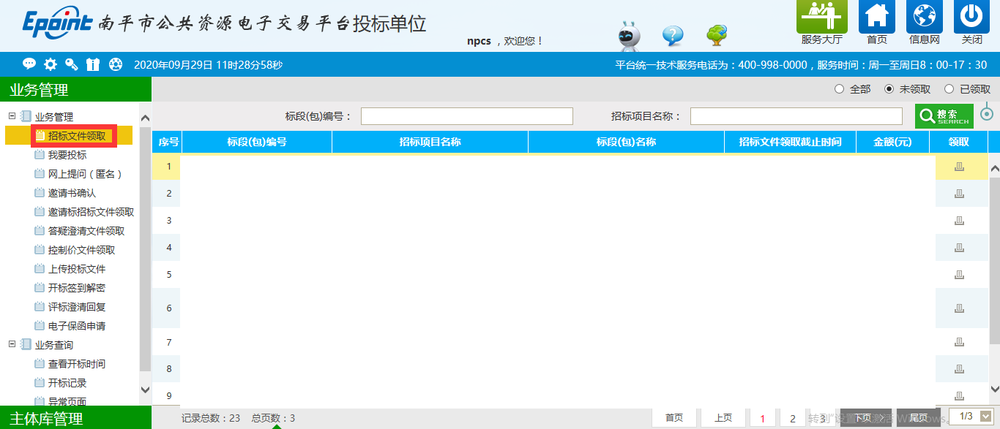 Epoint 南平市公共资源电子交易平台投标单位
npcs ，欢迎您！
服务大厅 首页 信息网 关闭
2020年09月29日 11时28分58秒
平台统一技术服务电话为：400-998-0000，服务时间：周一至周日8：00-17：30
业务管理
全部 未领取 已领取
业务管理
招标文件领取
我要投标
网上提问（匿名）
邀请书确认
邀请标招标文件领取
答疑澄清文件领取
控制价文件领取
上传投标文件
开标签到解密
评标澄清回复
电子保函申请
业务查询
查看开标时间
开标记录
异常页面
主体库管理
标段(包)编号： 招标项目名称： 搜索 SEARCH
序号 标段(包)编号 招标项目名称 标段(包)名称 招标文件领取截止时间 金额(元) 领取
1
2
3
4
5
6
7
8
9
记录总数：23 总页数：3 首页 上页 1 2 3 下页 尾页 1/3
转到"设置"以激活 Windows。